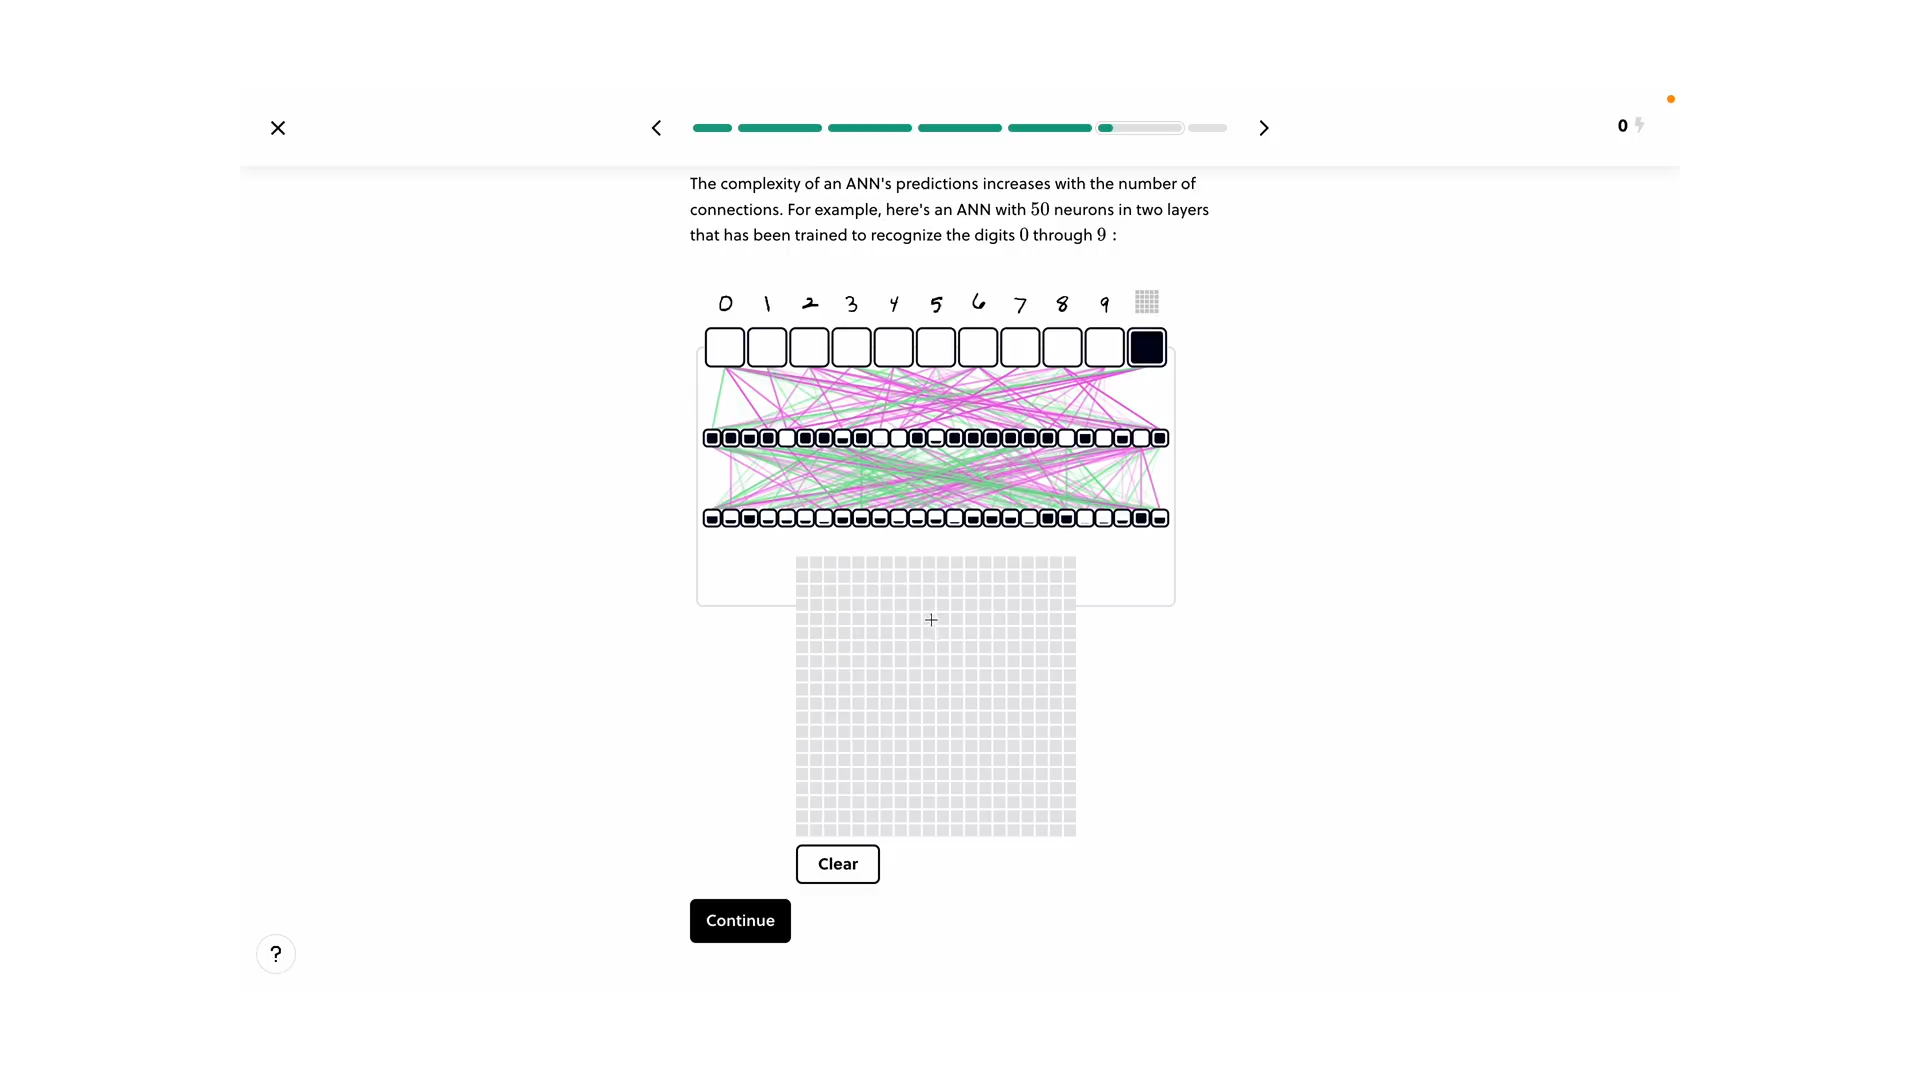 0
The complexity of an ANN's predictions increases with the number of
connections. For example, here's an ANN with 50 neurons in two layers
that has been trained to recognize the digits 0 through 9 :
0 1 2 3 4 5 6 7 8 9
Clear
Continue
?